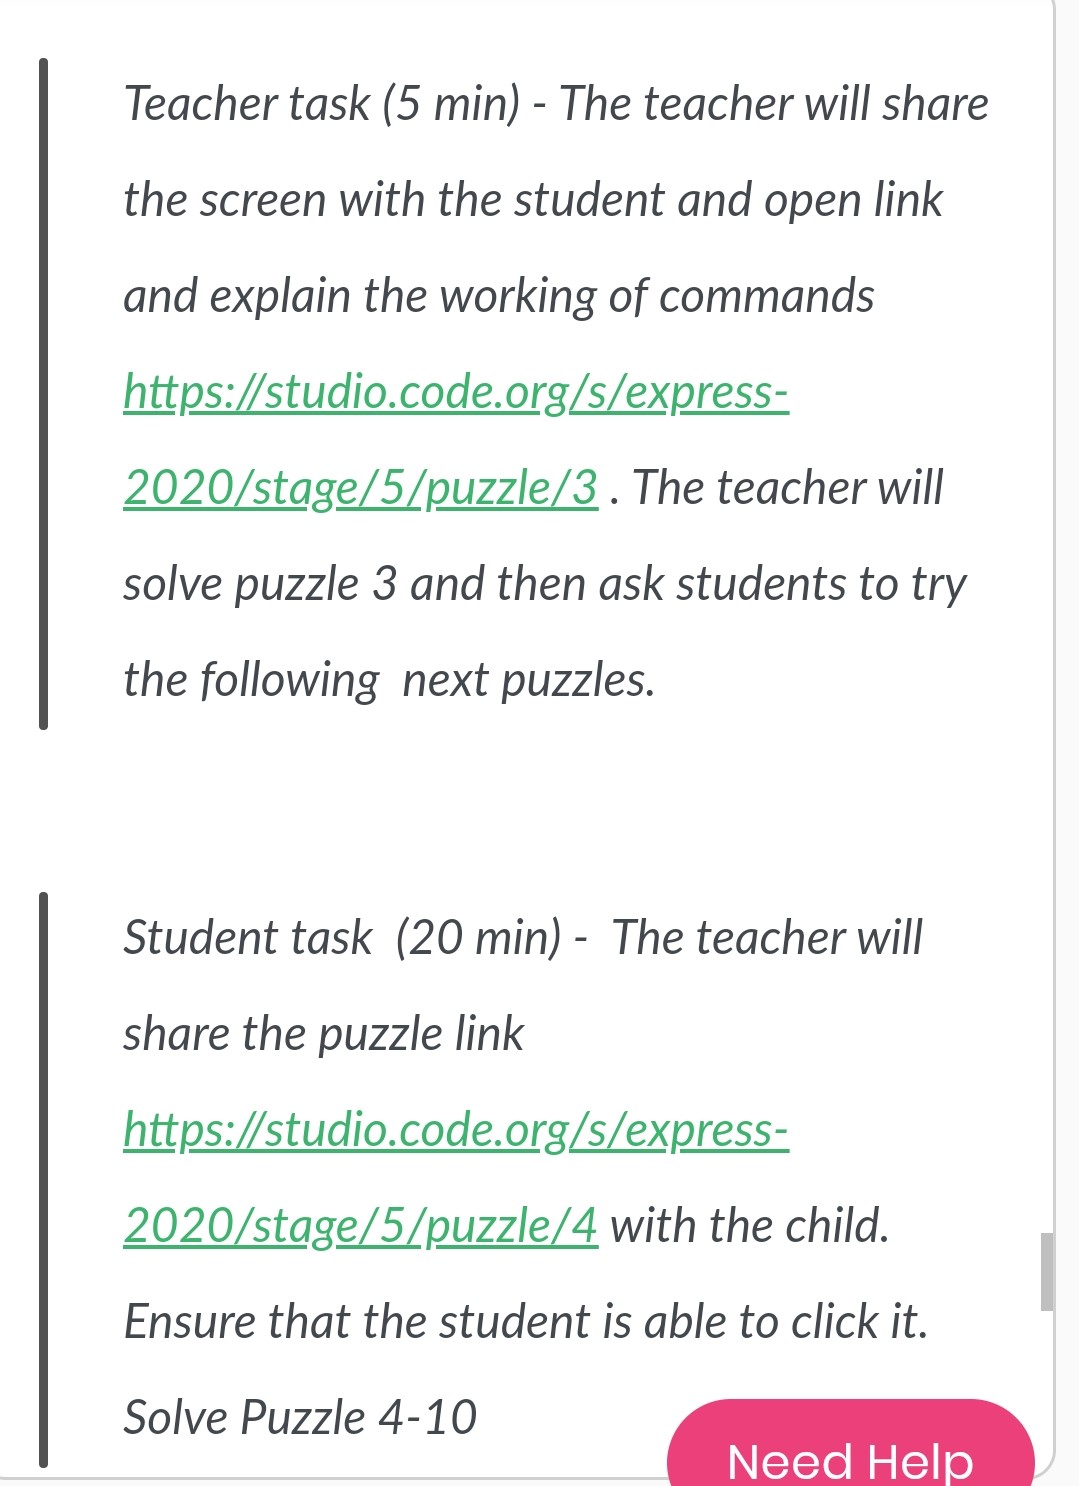 Teacher task (5 min) - The teacher will share
the screen with the student and open link
and explain the working of commands
https://studio.code.org/s/express-
2020/stage/5/puzzle/3 . The teacher will
solve puzzle 3 and then ask students to try
the following  next puzzles.
Student task  (20 min) -  The teacher will
share the puzzle link
https://studio.code.org/s/express-
2020/stage/5/puzzle/4 with the child.
Ensure that the student is able to click it.
Solve Puzzle 4-10
Need Help